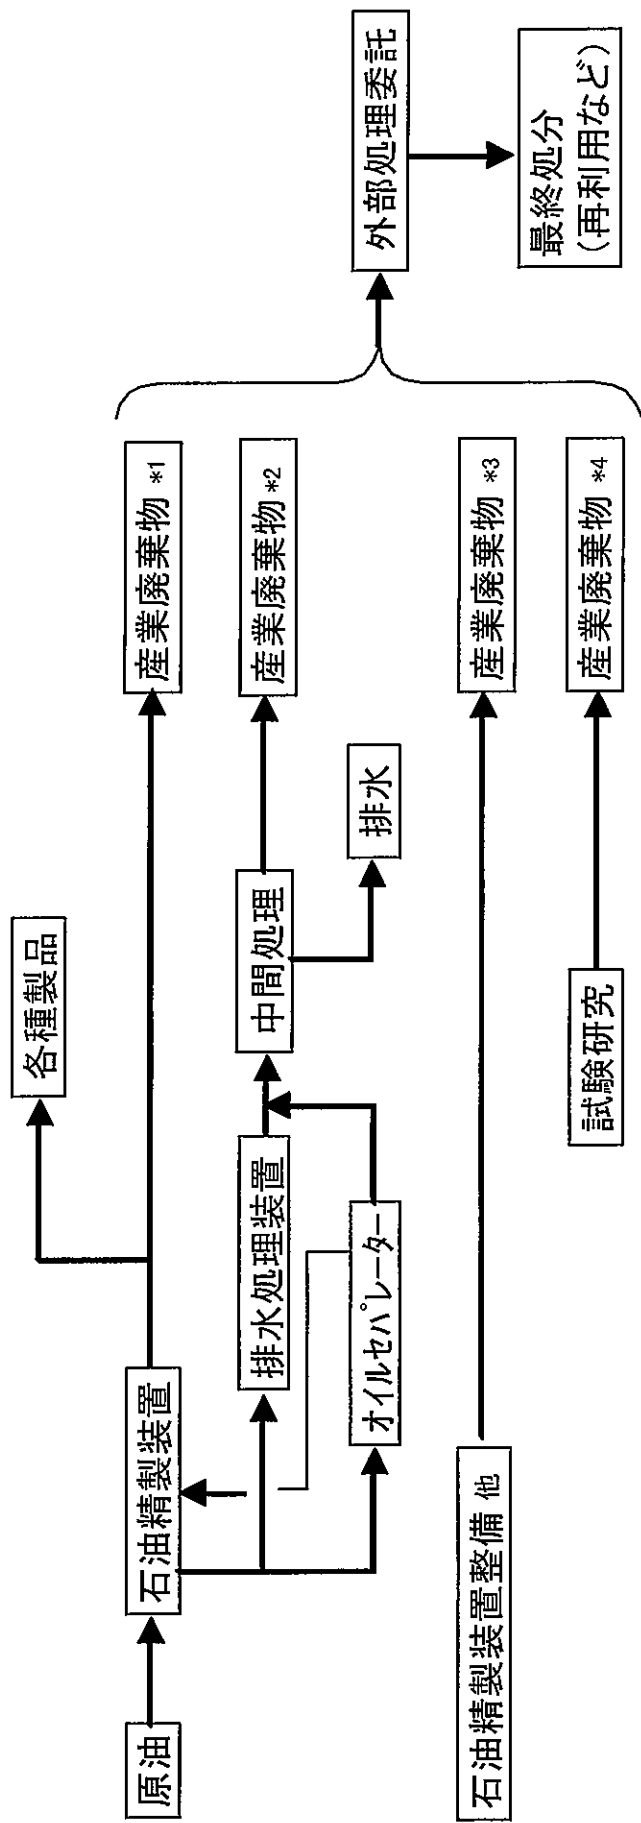 各種製品
原油
石油精製装置
産業廃棄物 *1
排水処理装置
中間処理
産業廃棄物 *2
オイルセパレーター
排水
外部処理委託
石油精製装置整備 他
産業廃棄物 *3
最終処分
(再利用など)
試験研究
産業廃棄物 *4